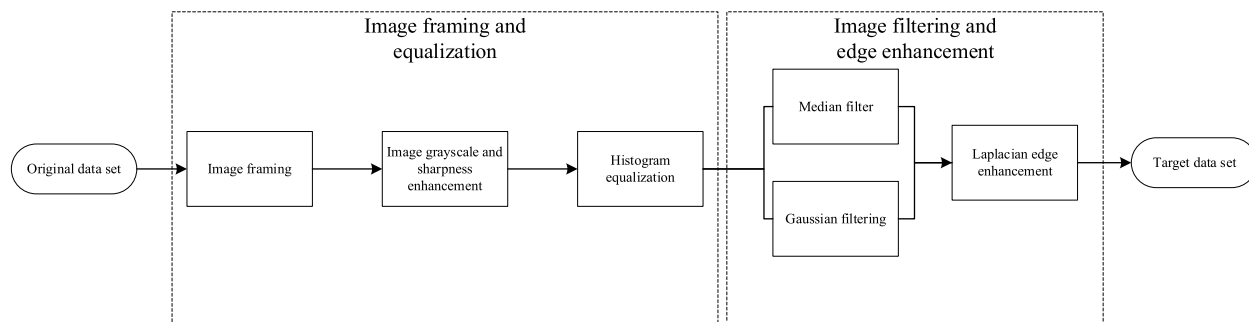 Image framing and
equalization
Image filtering and
edge enhancement
Original data set
Image framing
Image grayscale and
sharpness
enhancement
Histogram
equalization
Median filter
Gaussian filtering
Laplacian edge
enhancement
Target data set